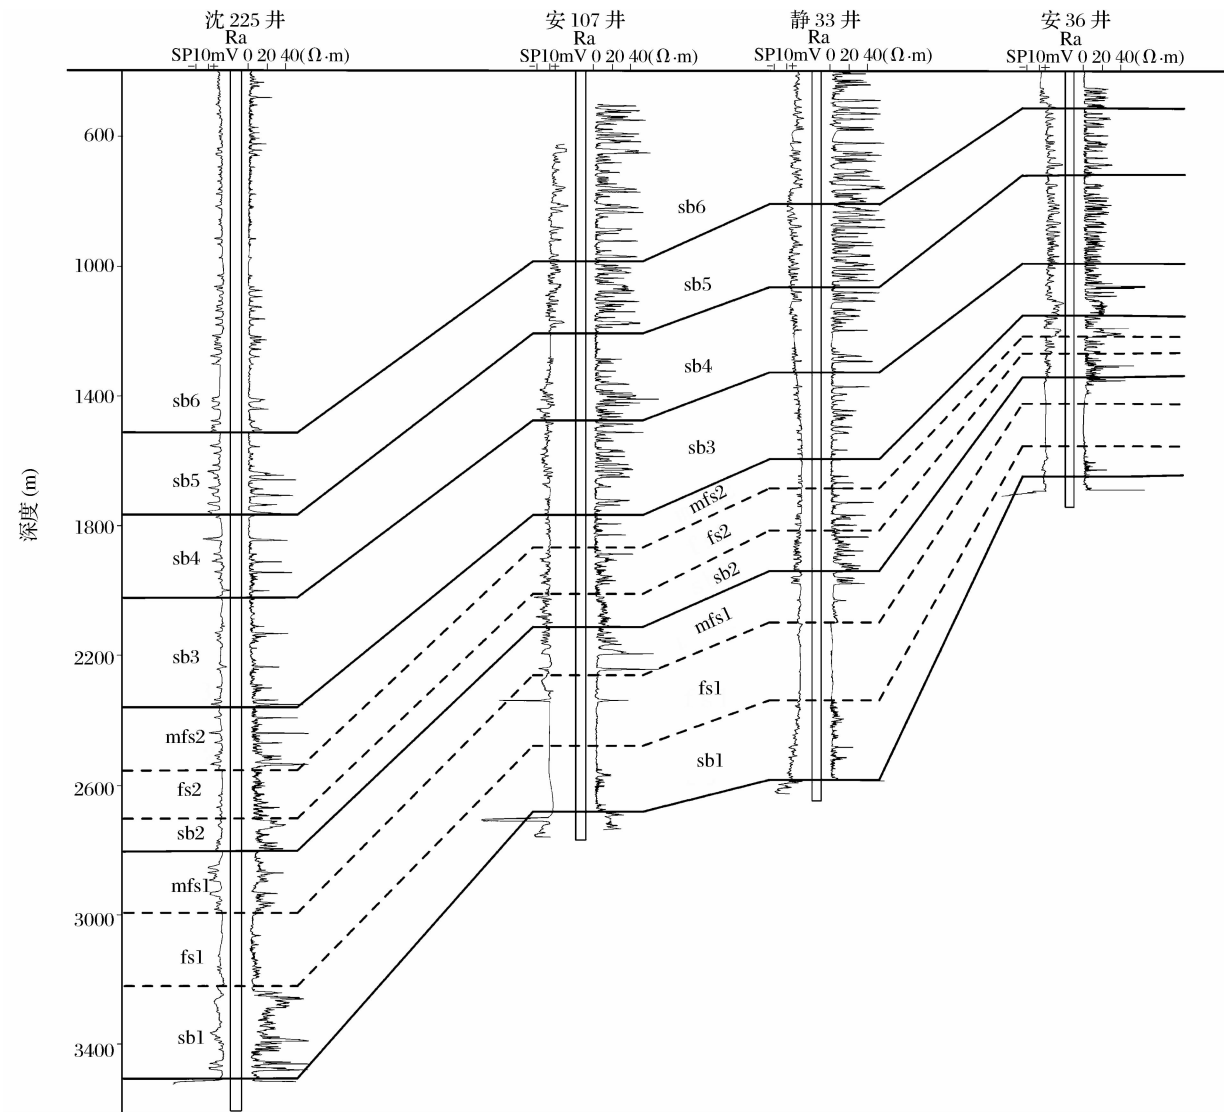 沈 225 井
安 107 井
静 33 井
安 36 井
Ra
Ra
Ra
Ra
SP10mV 0 20 40(Ω·m)
SP10mV 0 20 40(Ω·m)
SP10mV 0 20 40(Ω·m)
SP10mV 0 20 40(Ω·m)
深度 (m)
600
1000
1400
1800
2200
2600
3000
3400
sb6
sb5
sb4
sb3
mfs2
fs2
sb2
mfs1
fs1
sb1
sb6
sb5
sb4
sb3
mfs2
fs2
sb2
mfs1
fs1
sb1